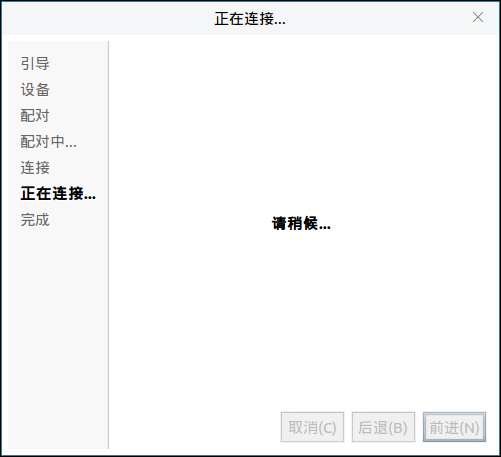 正在连接...
引导
设备
配对
配对中...
连接
正在连接...
完成
请稍候...
取消(C) 后退(B) 前进(N)